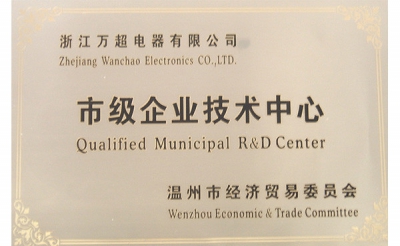 浙江万超电器有限公司
Zhejiang Wanchao Electronics CO.,LTD.
市级企业技术中心
Qualified Municipal R&D Center
温州市经济贸易委员会
Wenzhou Economic & Trade Committee